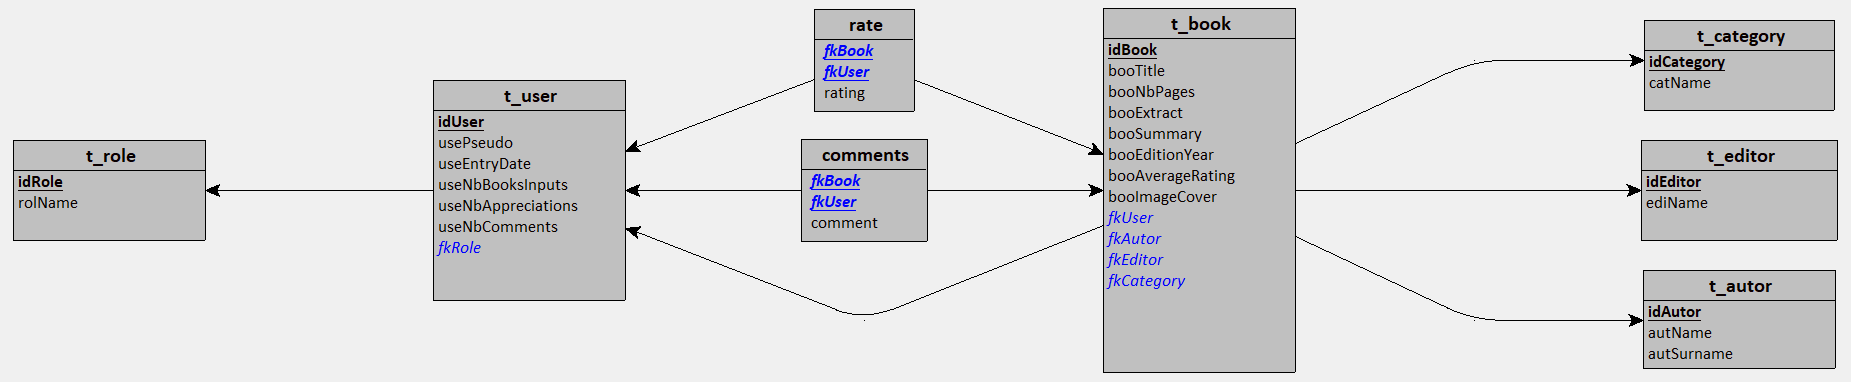 t_role
idRole
rolName
t_user
idUser
usePseudo
useEntryDate
useNbBooksInputs
useNbAppreciations
useNbComments
fkRole
rate
fkBook
fkUser
rating
comments
fkBook
fkUser
comment
t_book
idBook
booTitle
booNbPages
booExtract
booSummary
booEditionYear
booAverageRating
booImageCover
fkUser
fkAutor
fkEditor
fkCategory
t_category
idCategory
catName
t_editor
idEditor
ediName
t_autor
idAutor
autName
autSurname